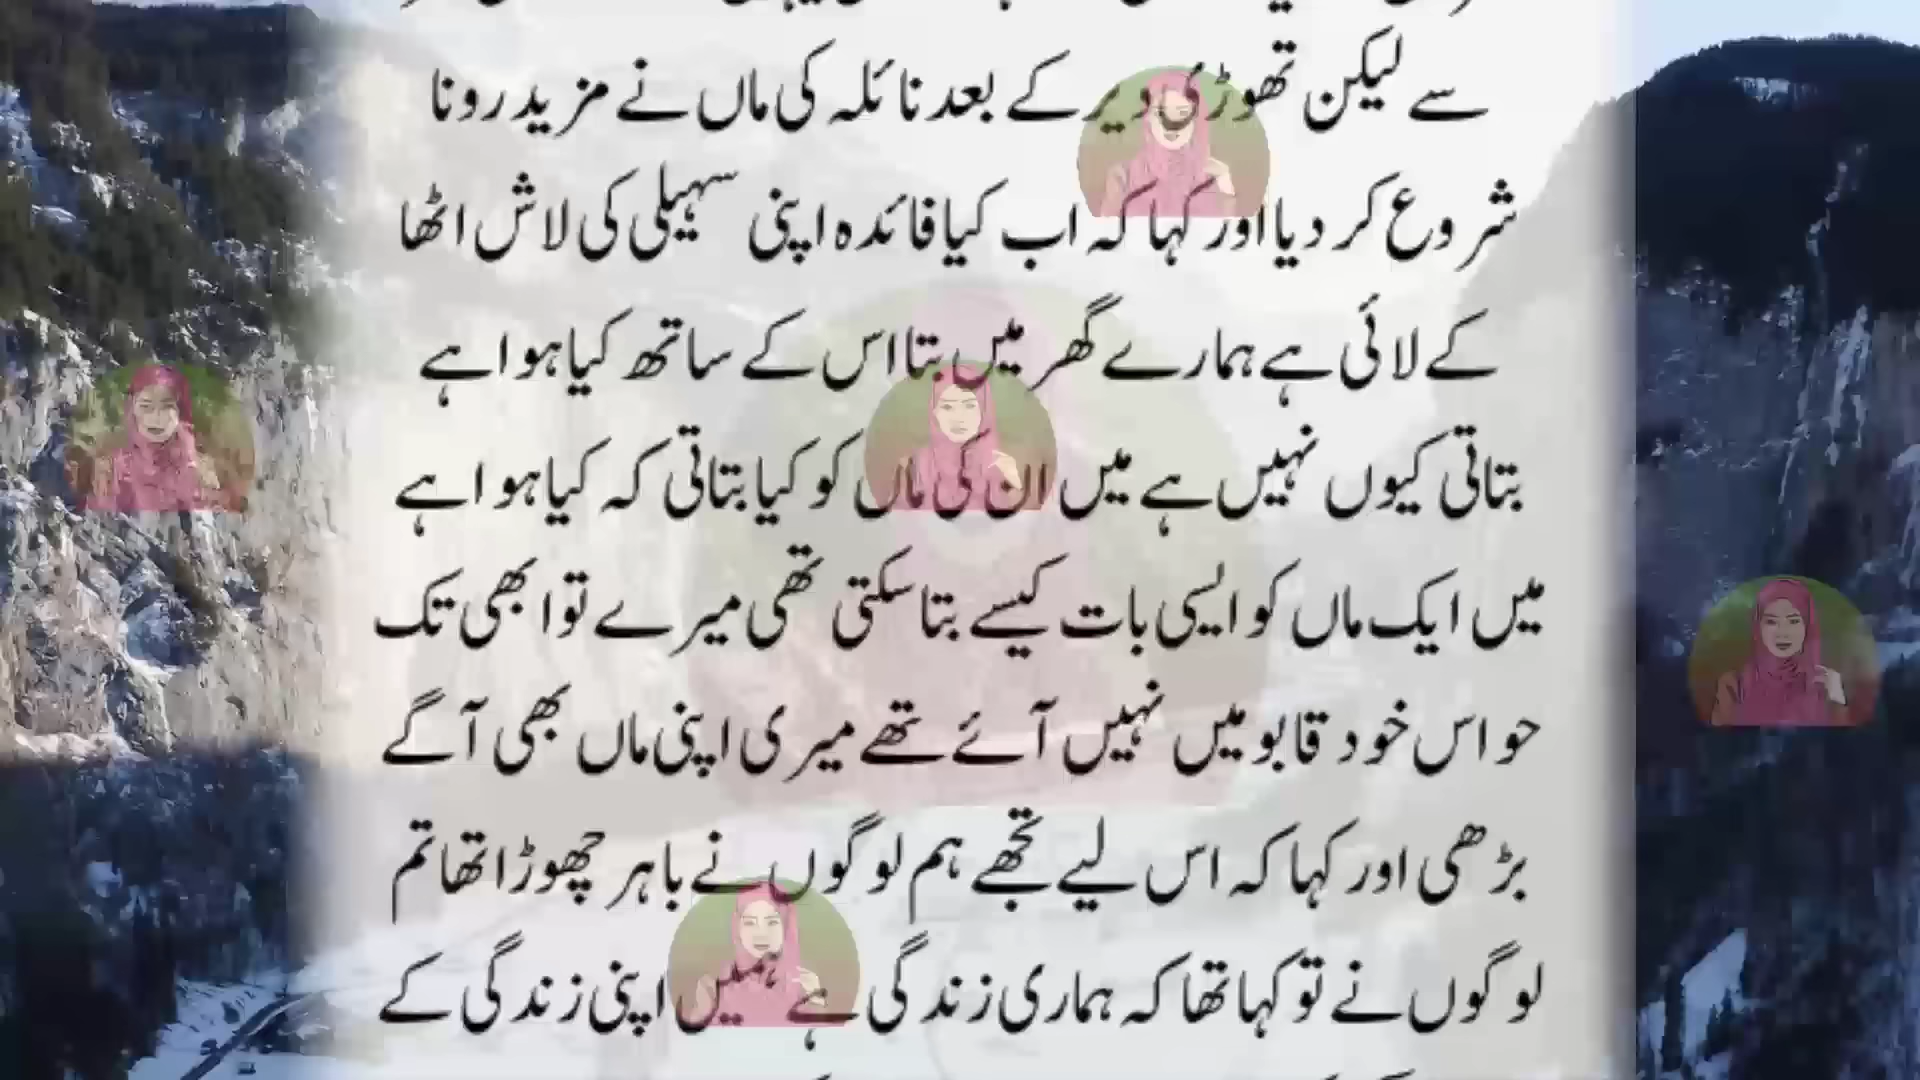 سے لیکن تھوڑی دیر کے بعد نائلہ کی ماں نے مزید رونا
شروع کر دیا اور کہا کہ اب کیا فائدہ اپنی سہیلی کی لاش اٹھا
کے لائی ہے ہمارے گھر میں بتا اس کے ساتھ کیا ہوا ہے
بتاتی کیوں نہیں ہے میں ان کی ماں کو کیا بتاتی کہ کیا ہوا ہے
میں ایک ماں کو ایسی بات کیسے بتا سکتی تھی میرے تو ابھی تک
حواس خود قابو میں نہیں آئے تھے میری اپنی ماں بھی آگے
بڑھی اور کہا کہ اس لیے تجھے ہم لوگوں نے باہر چھوڑا تھا تم
لوگوں نے تو کہا تھا کہ ہماری زندگی ہے ہمیں اپنی زندگی کے